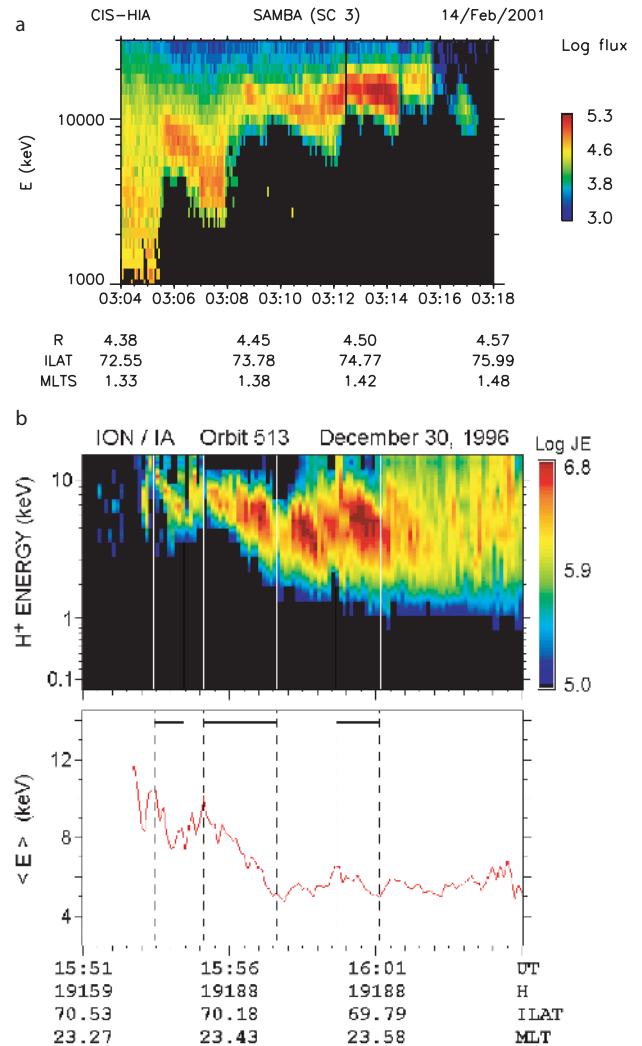 a
CIS-HIA SAMBA (SC 3) 14/Feb/2001
Log flux
E (keV)
10000
1000
5.3
4.6
3.8
3.0
03:04 03:06 03:08 03:10 03:12 03:14 03:16 03:18
R 4.38 4.45 4.50 4.57
ILAT 72.55 73.78 74.77 75.99
MLTS 1.33 1.38 1.42 1.48
b
ION / IA Orbit 513 December 30, 1996
Log JE
H+ ENERGY (keV)
10
1
0.1
6.8
5.9
5.0
< E > (keV)
12
8
4
15:51 15:56 16:01 UT
19159 19188 19188 H
70.53 70.18 69.79 ILAT
23.27 23.43 23.58 MLT